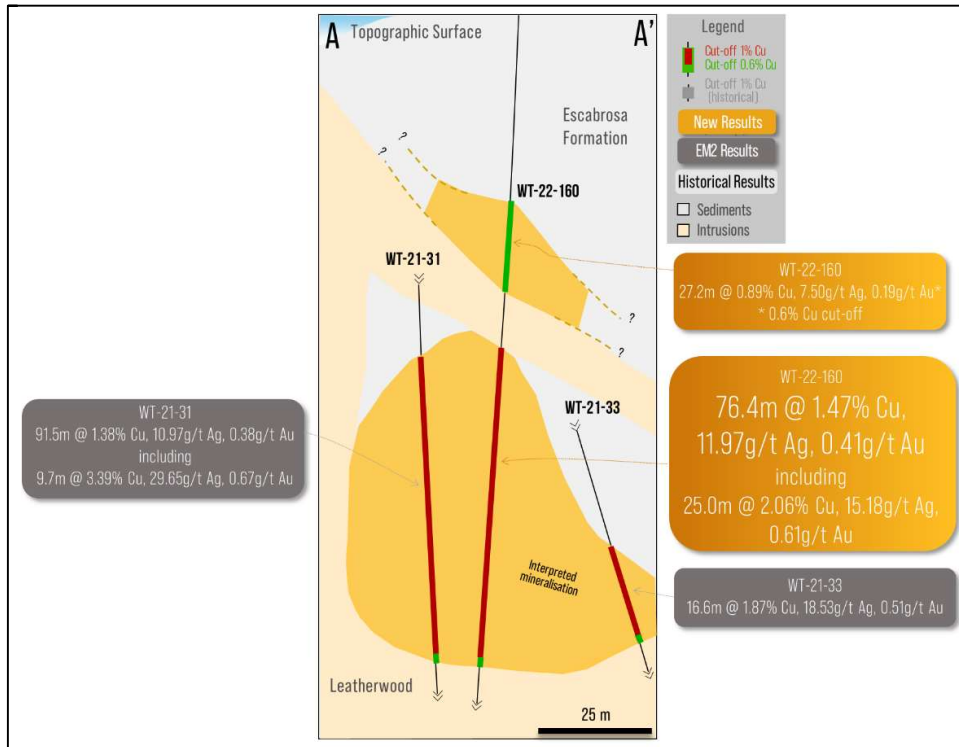 A
A'
Topographic Surface
Escabrosa
Formation
?
?
WT-22-160
WT-21-31
?
?
WT-21-33
Interpreted
mineralisation
Leatherwood
25 m
Legend
Cut-off 1% Cu
Cut-off 0.6% Cu
Cut-off 1% Cu
(historical)
New Results
EM2 Results
Historical Results
Sediments
Intrusions
WT-22-160
27.2m @ 0.89% Cu, 7.50g/t Ag, 0.19g/t Au*
* 0.6% Cu cut-off
WT-22-160
76.4m @ 1.47% Cu,
11.97g/t Ag, 0.41g/t Au
including
25.0m @ 2.06% Cu, 15.18g/t Ag,
0.61g/t Au
WT-21-31
91.5m @ 1.38% Cu, 10.97g/t Ag, 0.38g/t Au
including
9.7m @ 3.39% Cu, 29.65g/t Ag, 0.67g/t Au
WT-21-33
16.6m @ 1.87% Cu, 18.53g/t Ag, 0.51g/t Au